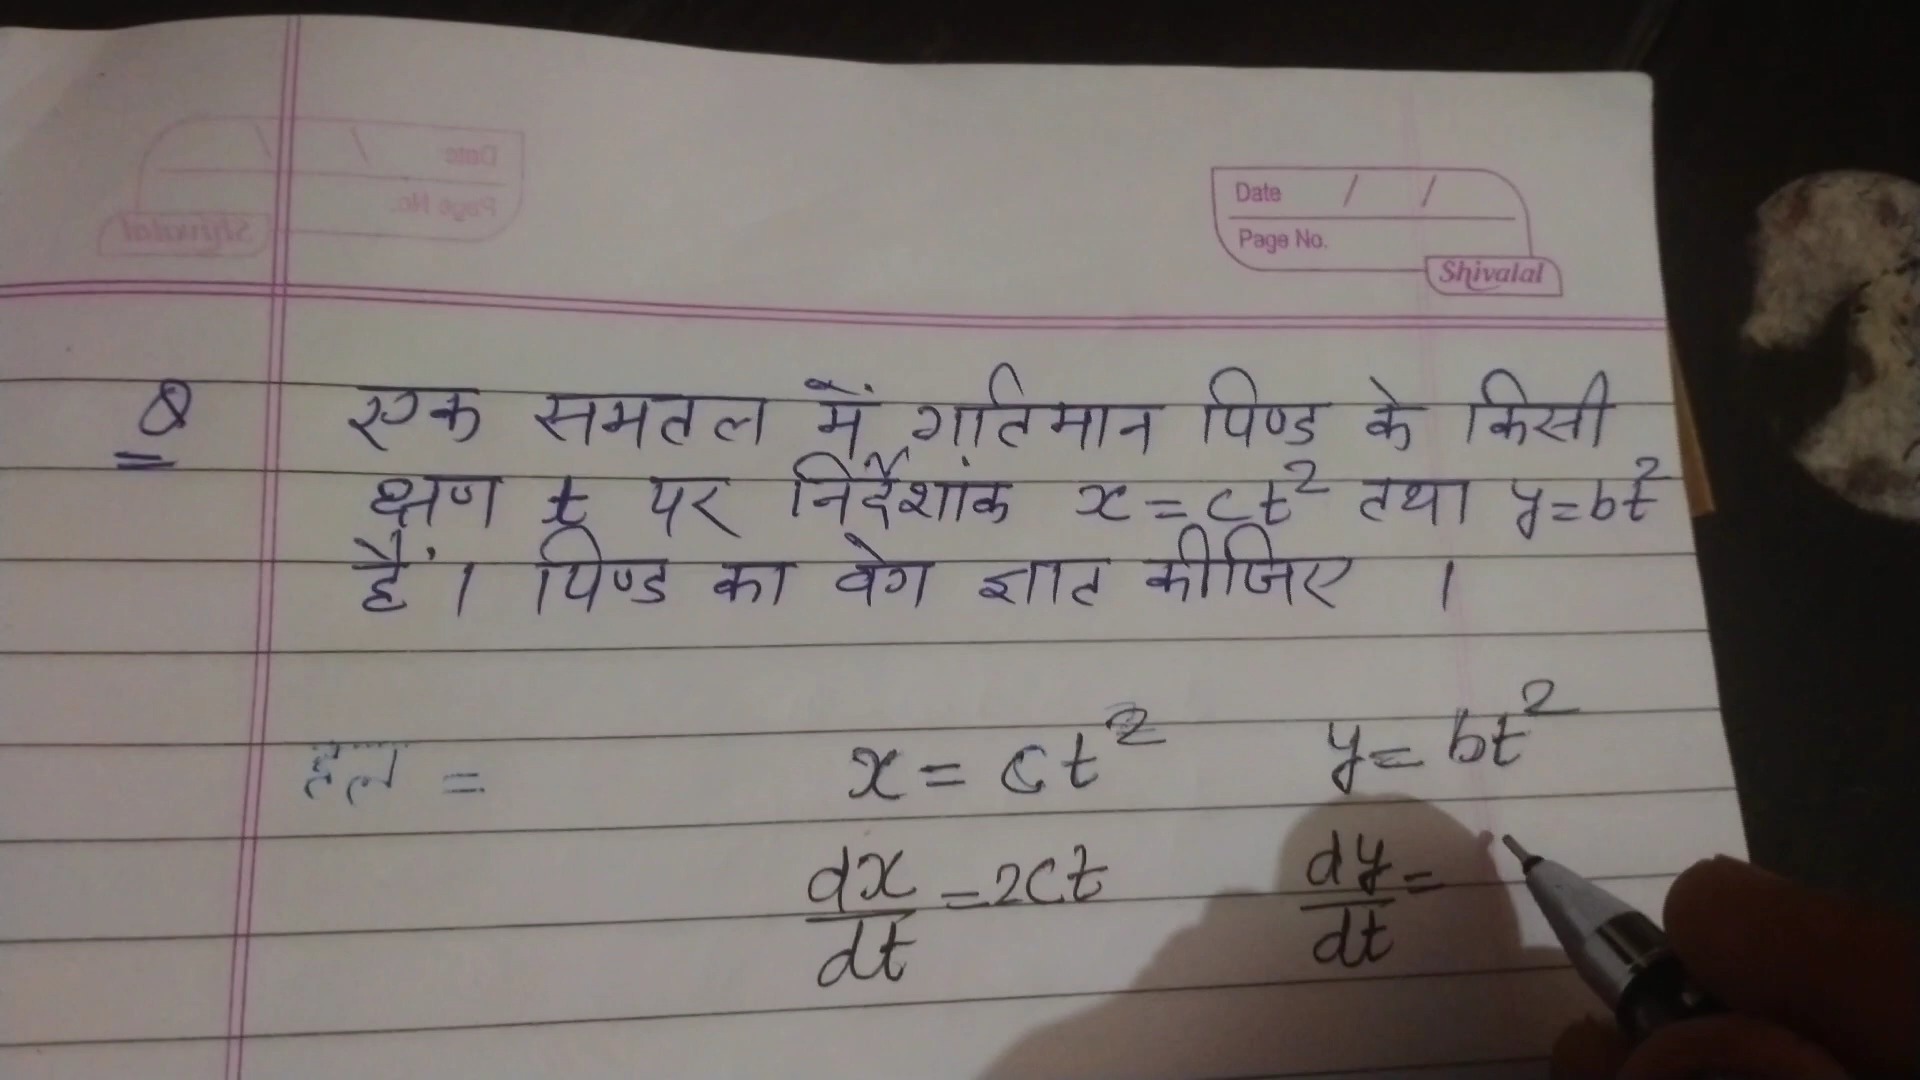 Date / /
Page No.
Shivalal
Q एक समतल में गतिमान पिण्ड के किसी
क्षण t पर निर्देशांक x = ct² तथा y=bt²
हैं । पिण्ड का वेग ज्ञात कीजिए ।
हल = x = ct² y = bt²
dx/dt = 2ct dy/dt =